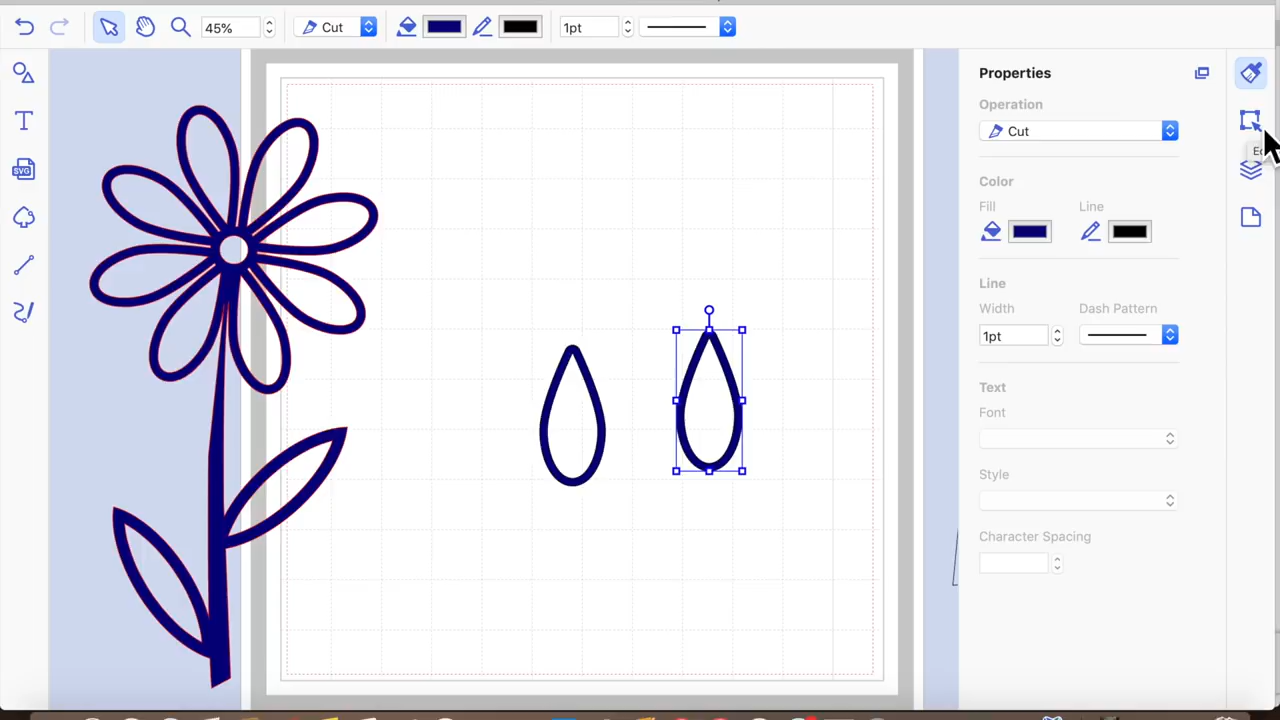 45%
Cut
1pt
Properties
Operation
Cut
Color
Fill
Line
Line
Width
Dash Pattern
1pt
Text
Font
Style
Character Spacing
T
SVG